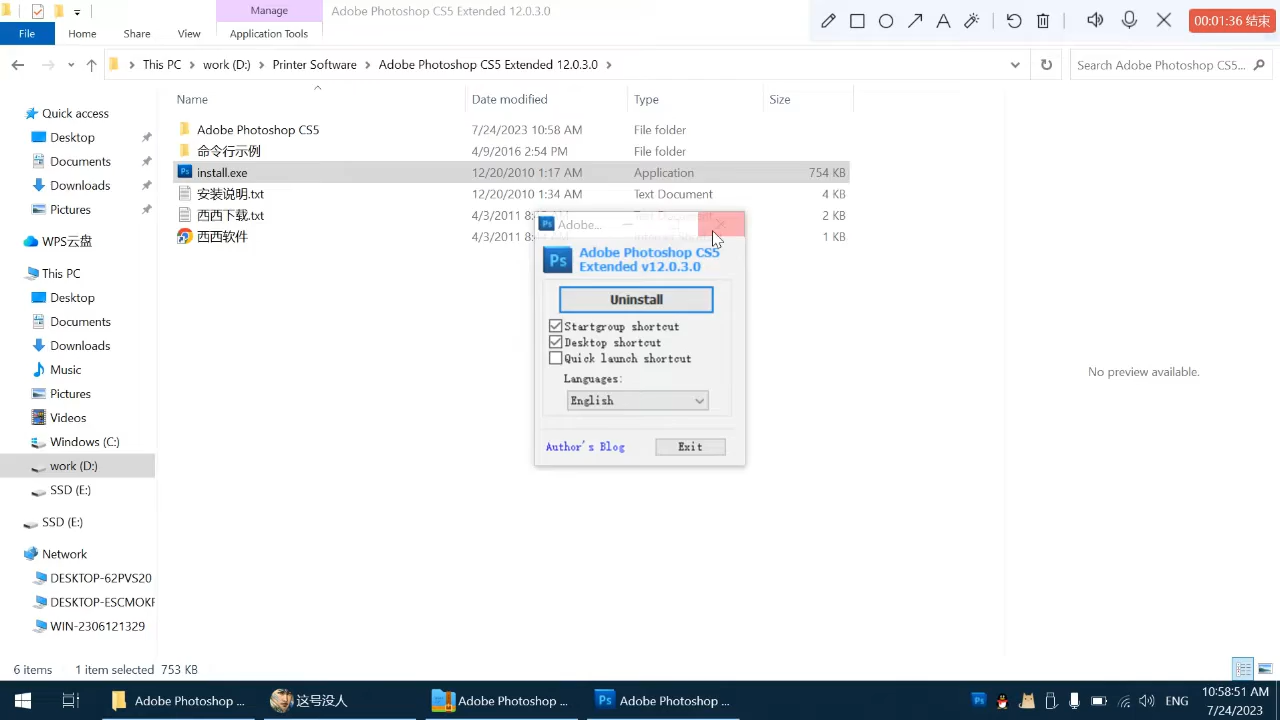 Manage
Adobe Photoshop CS5 Extended 12.0.3.0
00:01:36 结束
File
Home
Share
View
Application Tools
This PC
work (D:)
Printer Software
Adobe Photoshop CS5 Extended 12.0.3.0
Search Adobe Photoshop CS5...
Name
Date modified
Type
Size
Adobe Photoshop CS5
7/24/2023 10:58 AM
File folder
命令行示例
4/9/2016 2:54 PM
File folder
install.exe
12/20/2010 1:17 AM
Application
754 KB
安装说明.txt
12/20/2010 1:34 AM
Text Document
4 KB
西西下载.txt
4/3/2011
Text Document
2 KB
西西软件
4/3/2011
1 KB
Quick access
Desktop
Documents
Downloads
Pictures
WPS云盘
This PC
Desktop
Documents
Downloads
Music
Pictures
Videos
Windows (C:)
work (D:)
SSD (E:)
SSD (E:)
Network
DESKTOP-62PVS20
DESKTOP-ESCMOKF
WIN-2306121329
Adobe...
Ps
Adobe Photoshop CS5
Extended v12.0.3.0
Uninstall
Startgroup shortcut
Desktop shortcut
Quick launch shortcut
Languages:
English
Author's Blog
Exit
No preview available.
6 items
1 item selected
753 KB
Adobe Photoshop ...
这号没人
Adobe Photoshop ...
Ps
Adobe Photoshop ...
ENG
10:58:51 AM
7/24/2023